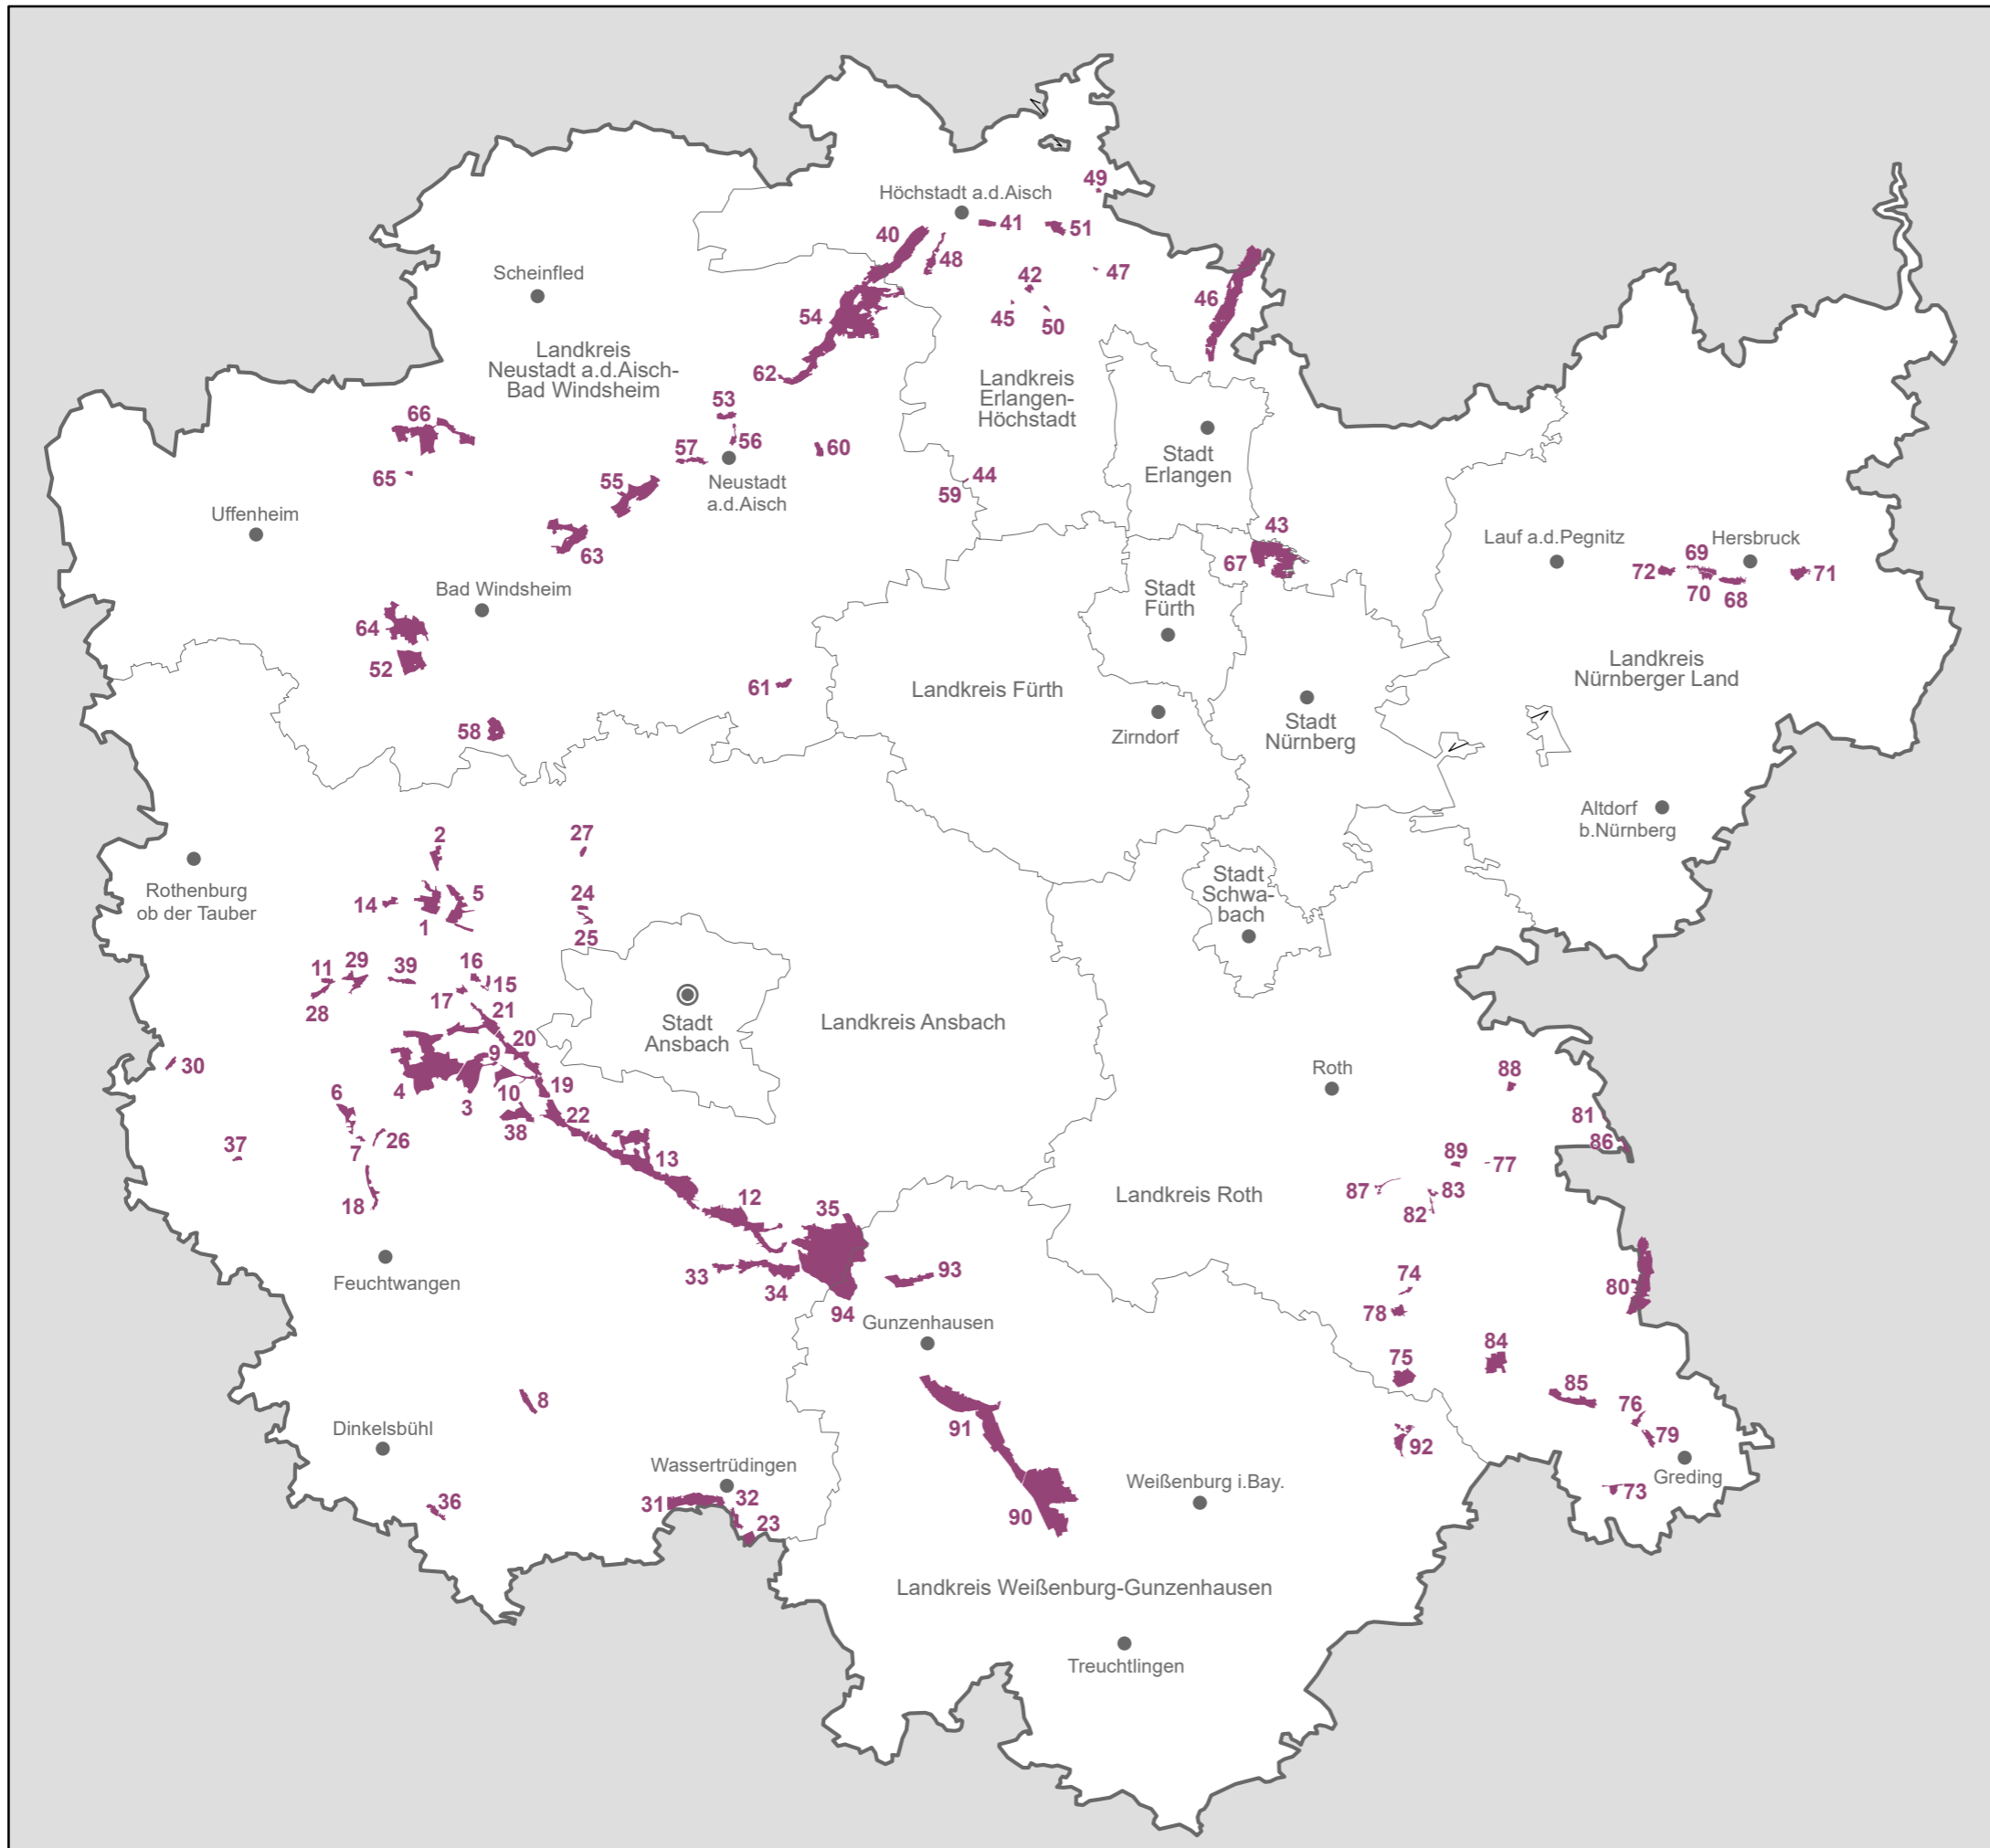 49
Höchstadt a.d.Aisch
41
51
40
48
47
42
46
45
50
Scheinfled
54
Landkreis
Neustadt a.d.Aisch-
Bad Windsheim
62
Landkreis
Erlangen-
Höchstadt
66
53
56
60
57
Neustadt
a.d.Aisch
65
55
Stadt
Erlangen
44
59
Uffenheim
63
43
67
Lauf a.d.Pegnitz
Hersbruck
69
72
70
68
71
Bad Windsheim
64
52
Stadt
Fürth
61
Landkreis Fürth
Landkreis
Nürnberger Land
58
Zirndorf
Stadt
Nürnberg
Altdorf
b.Nürnberg
2
27
Rothenburg
ob der Tauber
14
5
1
24
25
Stadt
Schwa-
bach
11
29
39
16
15
17
28
21
Stadt
Ansbach
Landkreis Ansbach
20
9
30
4
3
10
19
Roth
88
6
22
38
26
7
37
13
81
86
89
77
18
12
35
Landkreis Roth
87
83
82
Feuchtwangen
33
34
93
94
74
80
78
Gunzenhausen
84
75
8
85
76
Dinkelsbühl
91
92
79
Wassertrüdingen
Weißenburg i.Bay.
Greding
36
31
32
23
90
73
Landkreis Weißenburg-Gunzenhausen
Treuchtlingen